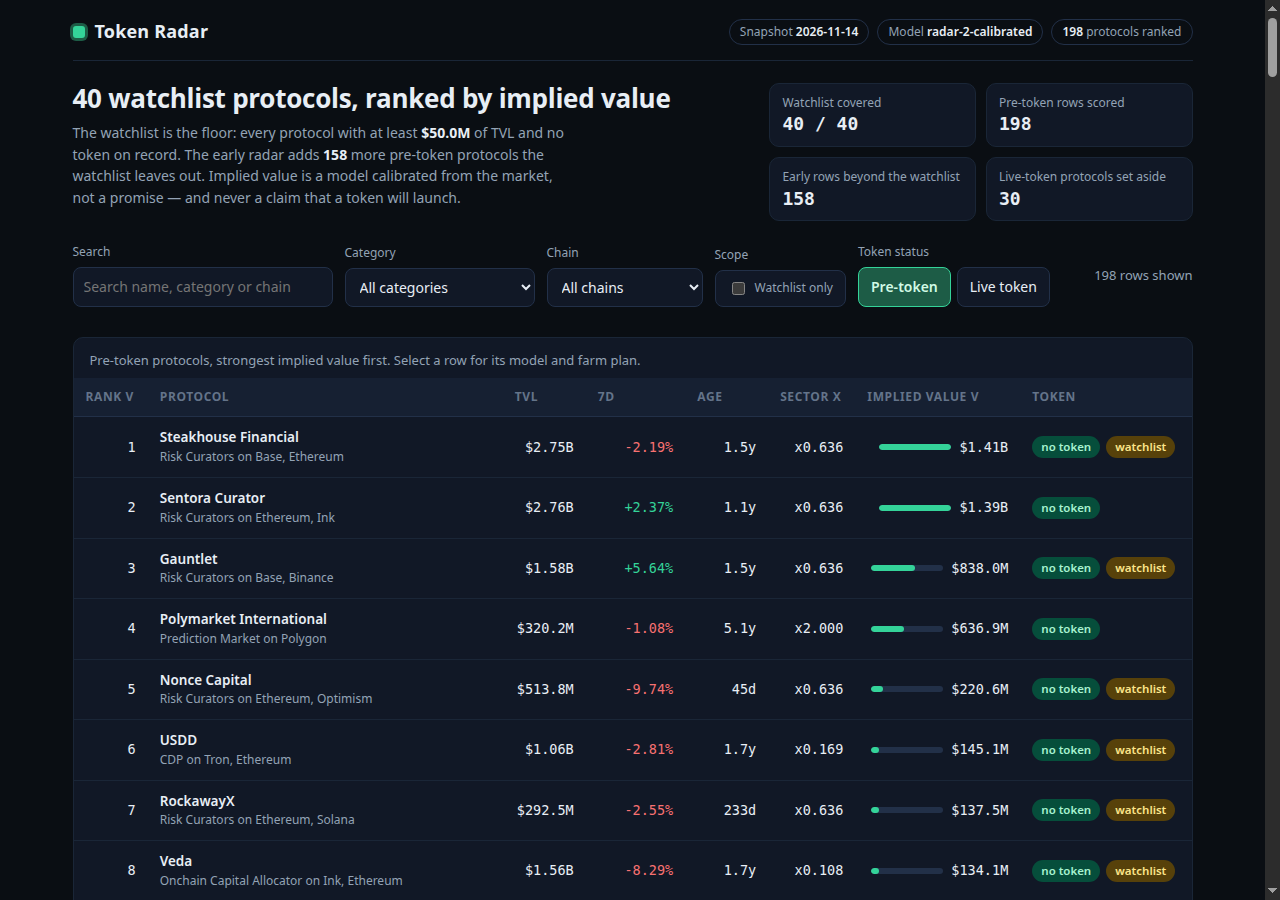 Token Radar
Snapshot 2026-11-14
Model radar-2-calibrated
198 protocols ranked
40 watchlist protocols, ranked by implied value
The watchlist is the floor: every protocol with at least $50.0M of TVL and no
token on record. The early radar adds 158 more pre-token protocols the
watchlist leaves out. Implied value is a model calibrated from the market,
not a promise — and never a claim that a token will launch.
Watchlist covered
40 / 40
Pre-token rows scored
198
Early rows beyond the watchlist
158
Live-token protocols set aside
30
Search
Search name, category or chain
Category
All categories
Chain
All chains
Scope
Watchlist only
Token status
Pre-token
Live token
198 rows shown
Pre-token protocols, strongest implied value first. Select a row for its model and farm plan.
RANK V PROTOCOL TVL 7D AGE SECTOR X IMPLIED VALUE V TOKEN
1 Steakhouse Financial $2.75B -2.19% 1.5y x0.636 $1.41B no token watchlist
Risk Curators on Base, Ethereum
2 Sentora Curator $2.76B +2.37% 1.1y x0.636 $1.39B no token
Risk Curators on Ethereum, Ink
3 Gauntlet $1.58B +5.64% 1.5y x0.636 $838.0M no token watchlist
Risk Curators on Base, Binance
4 Polymarket International $320.2M -1.08% 5.1y x2.000 $636.9M no token
Prediction Market on Polygon
5 Nonce Capital $513.8M -9.74% 45d x0.636 $220.6M no token watchlist
Risk Curators on Ethereum, Optimism
6 USDD $1.06B -2.81% 1.7y x0.169 $145.1M no token watchlist
CDP on Tron, Ethereum
7 RockawayX $292.5M -2.55% 233d x0.636 $137.5M no token watchlist
Risk Curators on Ethereum, Solana
8 Veda $1.56B -8.29% 1.7y x0.108 $134.1M no token watchlist
Onchain Capital Allocator on Ink, Ethereum